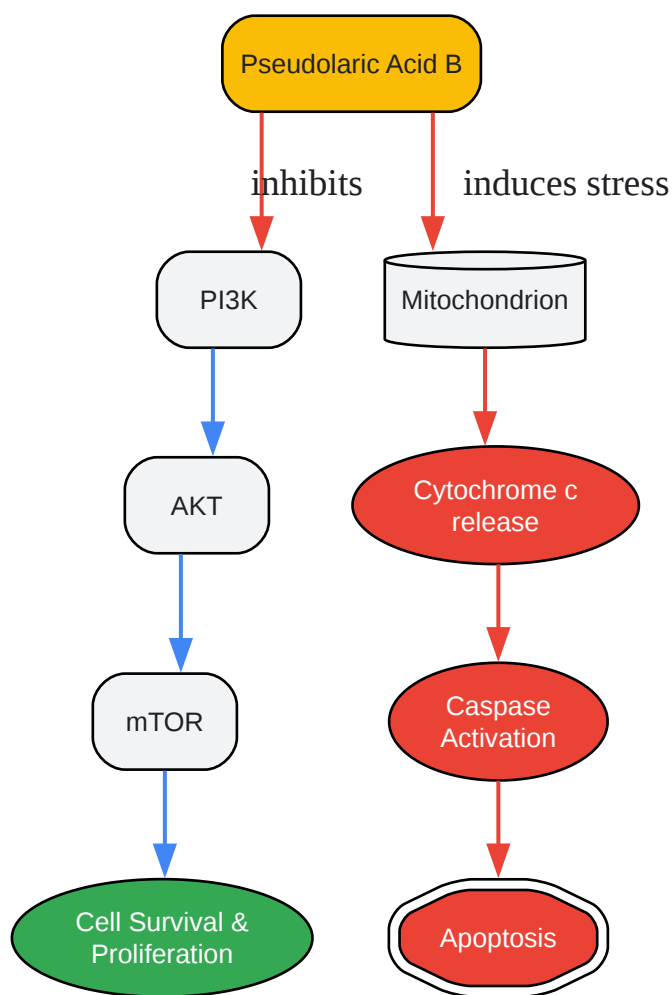 Pseudolaric Acid B
inhibits
induces stress
PI3K
Mitochondrion
AKT
Cytochrome c
release
mTOR
Caspase
Activation
Cell Survival &
Proliferation
Apoptosis